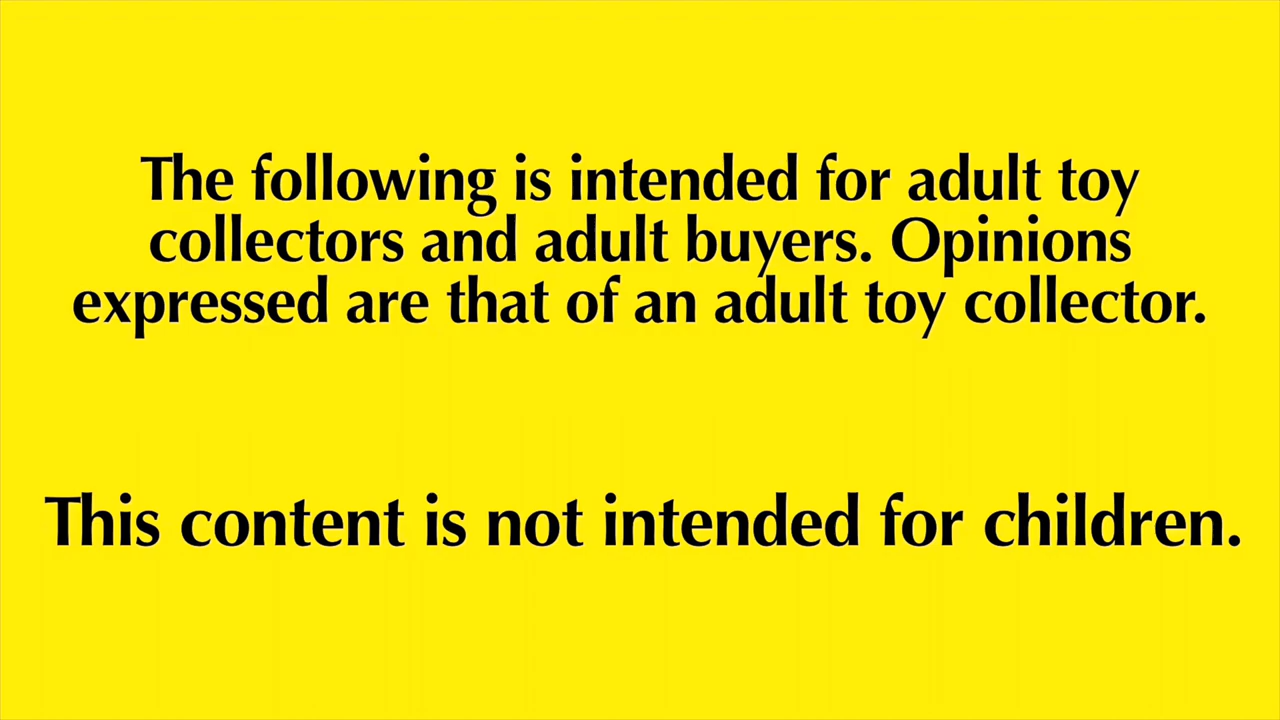 The following is intended for adult toy
collectors and adult buyers. Opinions
expressed are that of an adult toy collector.
This content is not intended for children.